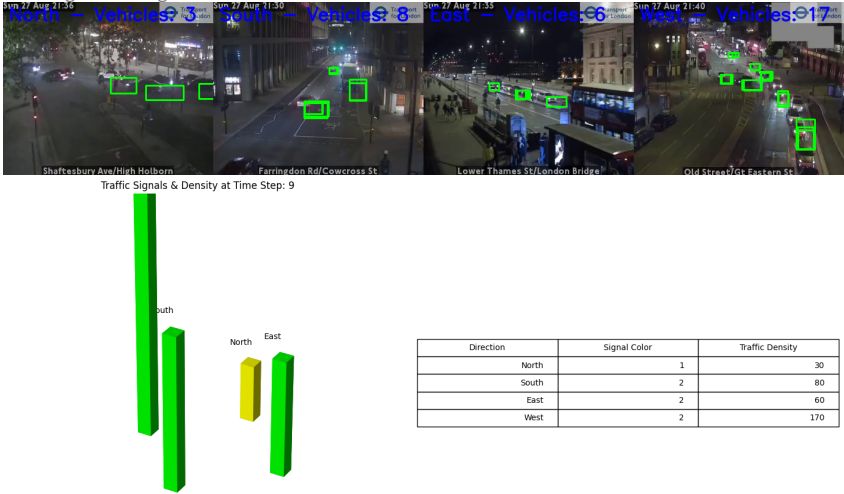 Sun 27 Aug 21:36
North - Vehicles: 3
Shaftesbury Ave/High Holborn
Sun 27 Aug 21:30
South - Vehicles: 8
Farringdon Rd/Cowcross St
Sun 27 Aug 21:35
East - Vehicles: 6
Transport for London
Lower Thames St/London Bridge
Sun 27 Aug 21:40
West - Vehicles: 17
Old Street/Gt Eastern St
Traffic Signals & Density at Time Step: 9
outh
North
East
Direction Signal Color Traffic Density
North 1 30
South 2 80
East 2 60
West 2 170